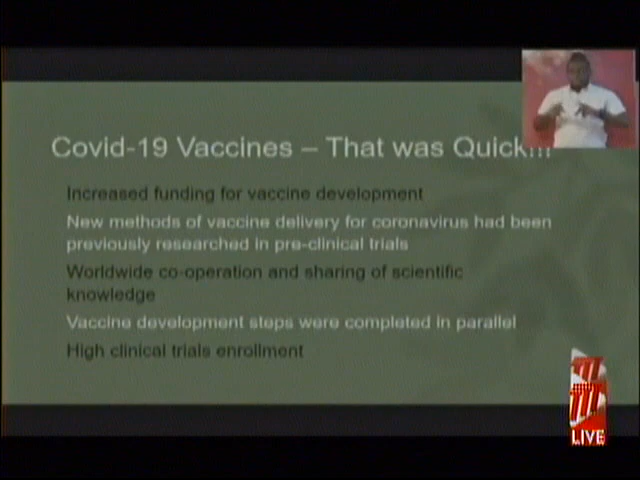 Covid-19 Vaccines – That was Quick!!!
Increased funding for vaccine development
New methods of vaccine delivery for coronavirus had been
previously researched in pre-clinical trials
Worldwide co-operation and sharing of scientific
knowledge
Vaccine development steps were completed in parallel
High clinical trials enrollment
LIVE